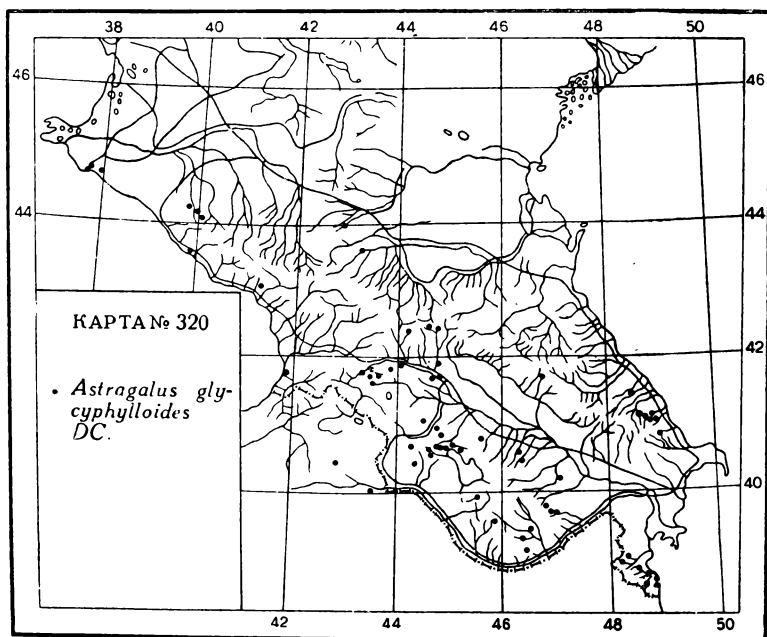 38 40 42 44 46 48 50
46 46
44 44
КАРТА № 320
• Astragalus gly-
cyphylloides
DC.
42
40
42 44 46 48 50